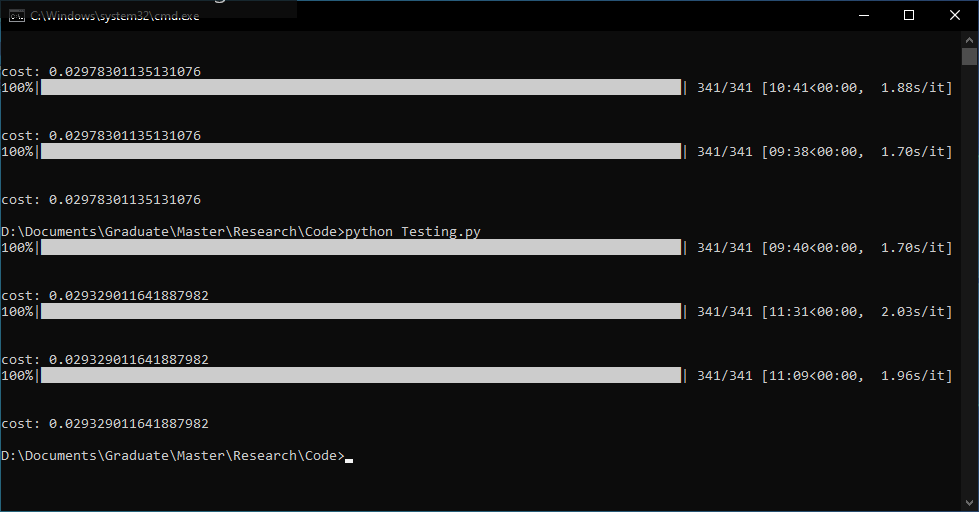 C:\Windows\system32\cmd.exe
cost: 0.02978301135131076
100%| | 341/341 [10:41<00:00, 1.88s/it]
cost: 0.02978301135131076
100%| | 341/341 [09:38<00:00, 1.70s/it]
cost: 0.02978301135131076
D:\Documents\Graduate\Master\Research\Code>python Testing.py
100%| | 341/341 [09:40<00:00, 1.70s/it]
cost: 0.029329011641887982
100%| | 341/341 [11:31<00:00, 2.03s/it]
cost: 0.029329011641887982
100%| | 341/341 [11:09<00:00, 1.96s/it]
cost: 0.029329011641887982
D:\Documents\Graduate\Master\Research\Code>